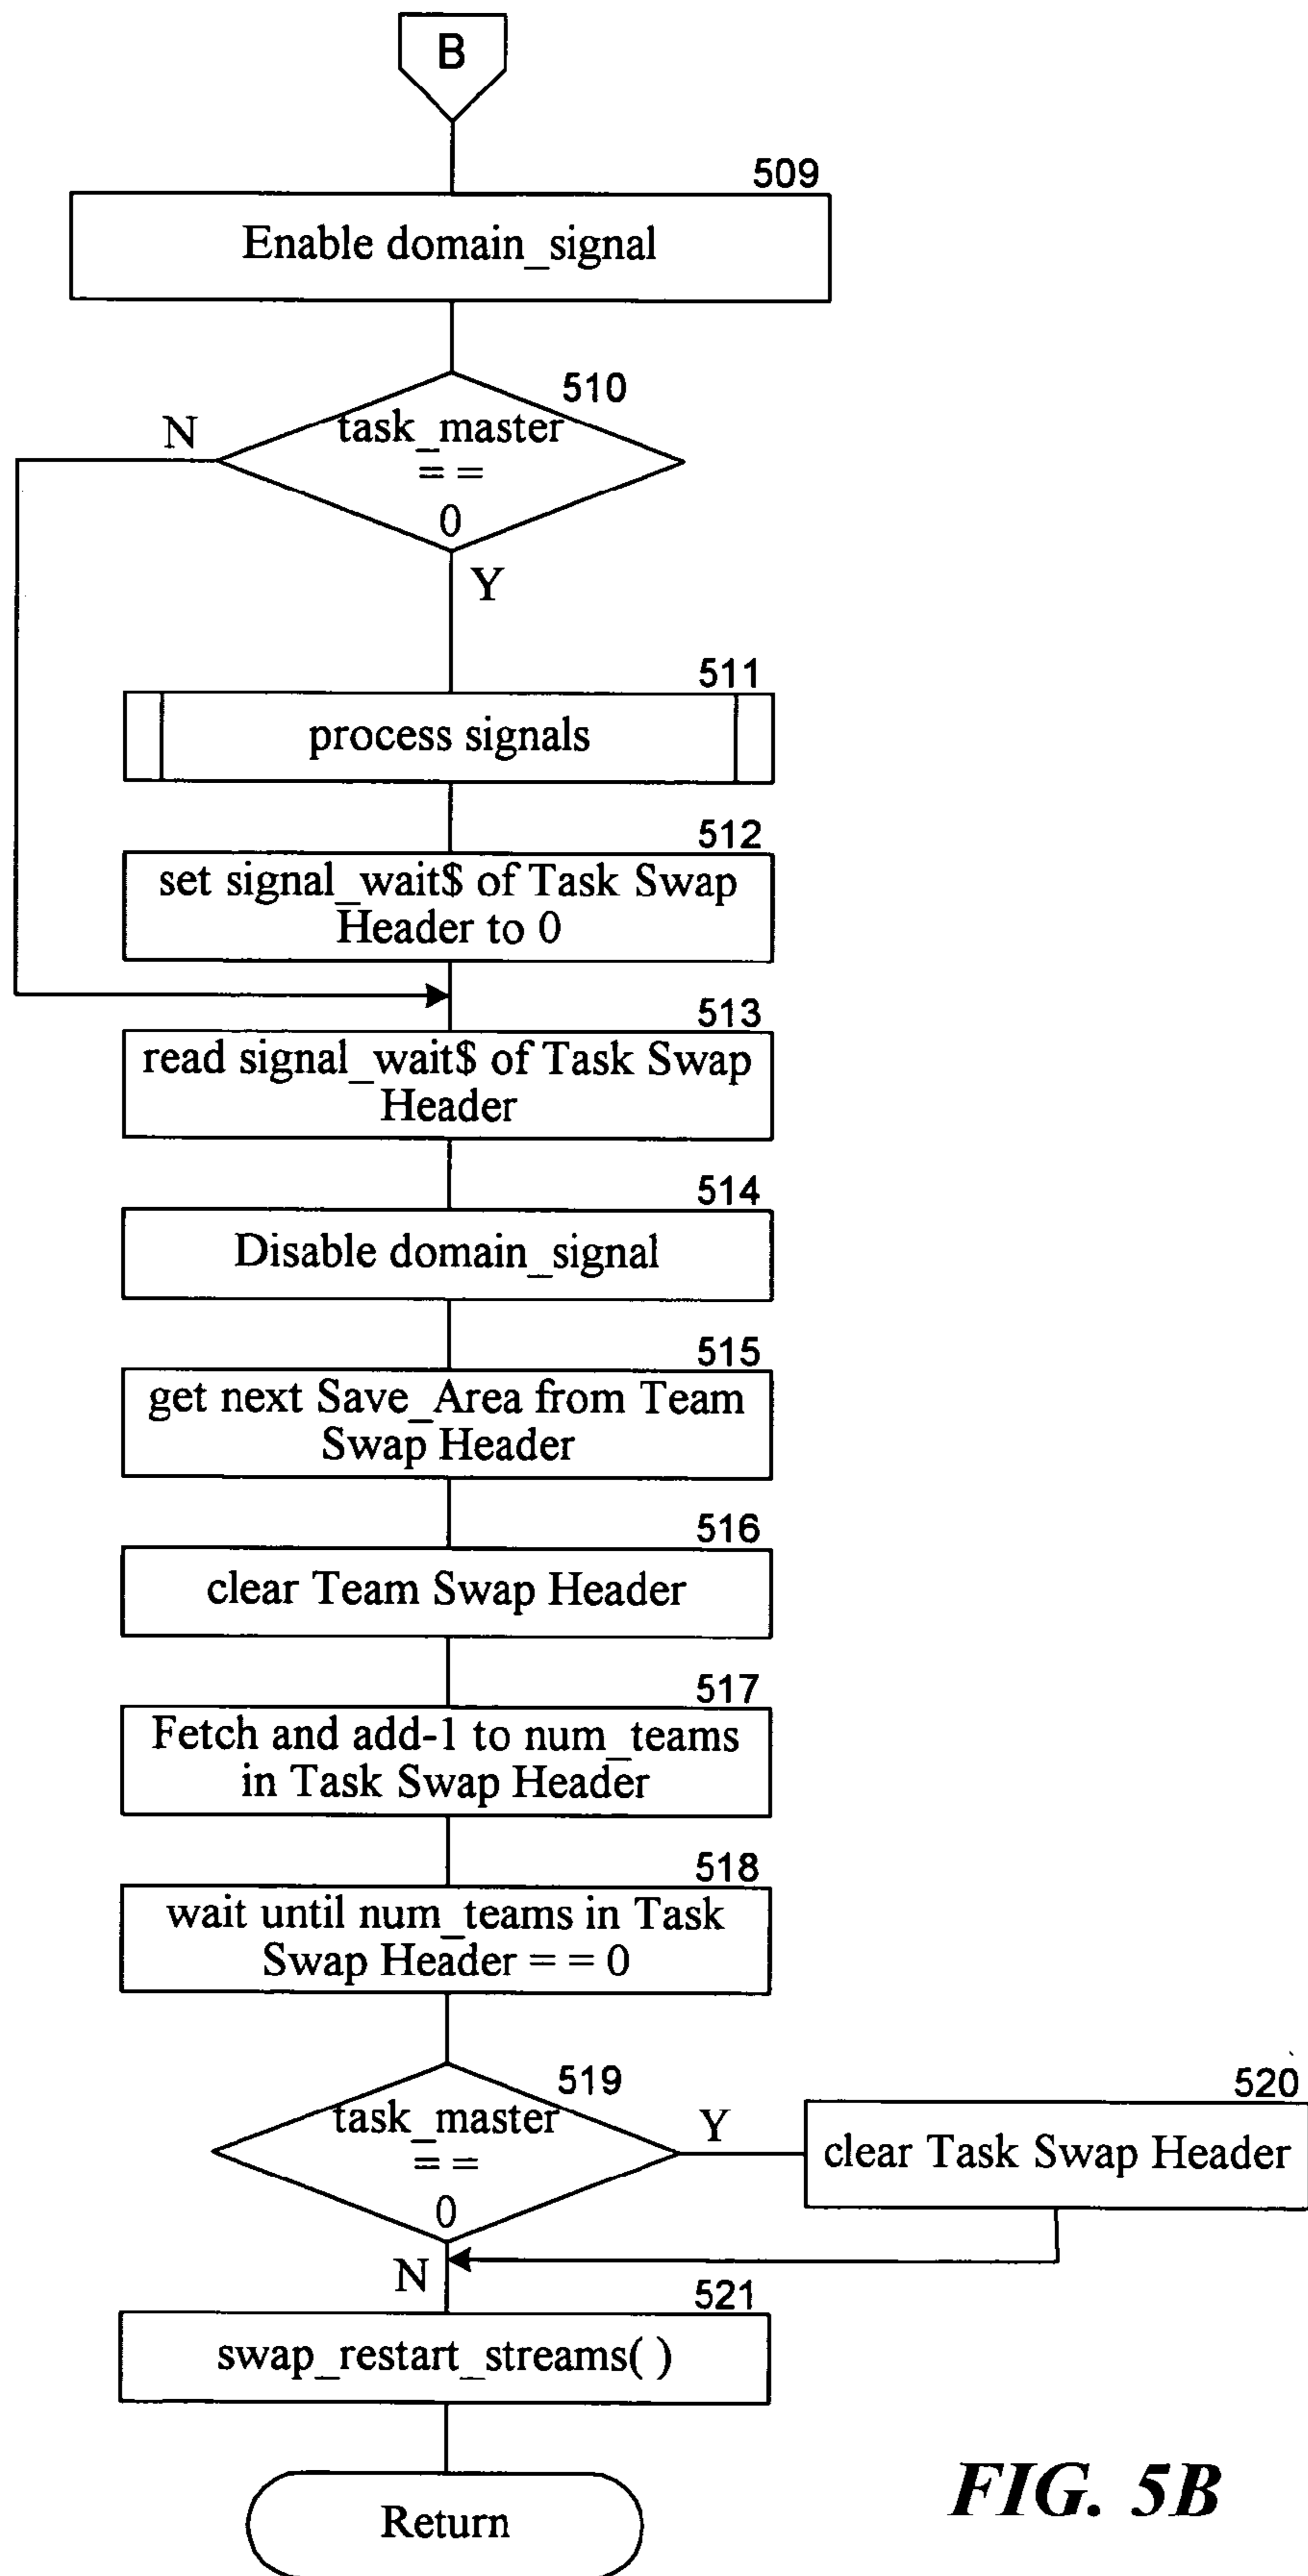 B
509
Enable domain_signal
510
N
task_master
= =
0
Y
511
process signals
512
set signal_wait$ of Task Swap
Header to 0
513
read signal_wait$ of Task Swap
Header
514
Disable domain_signal
515
get next Save_Area from Team
Swap Header
516
clear Team Swap Header
517
Fetch and add-1 to num_teams
in Task Swap Header
518
wait until num_teams in Task
Swap Header = = 0
519
task_master
= =
0
Y
520
clear Task Swap Header
N
521
swap_restart_streams( )
Return
FIG. 5B